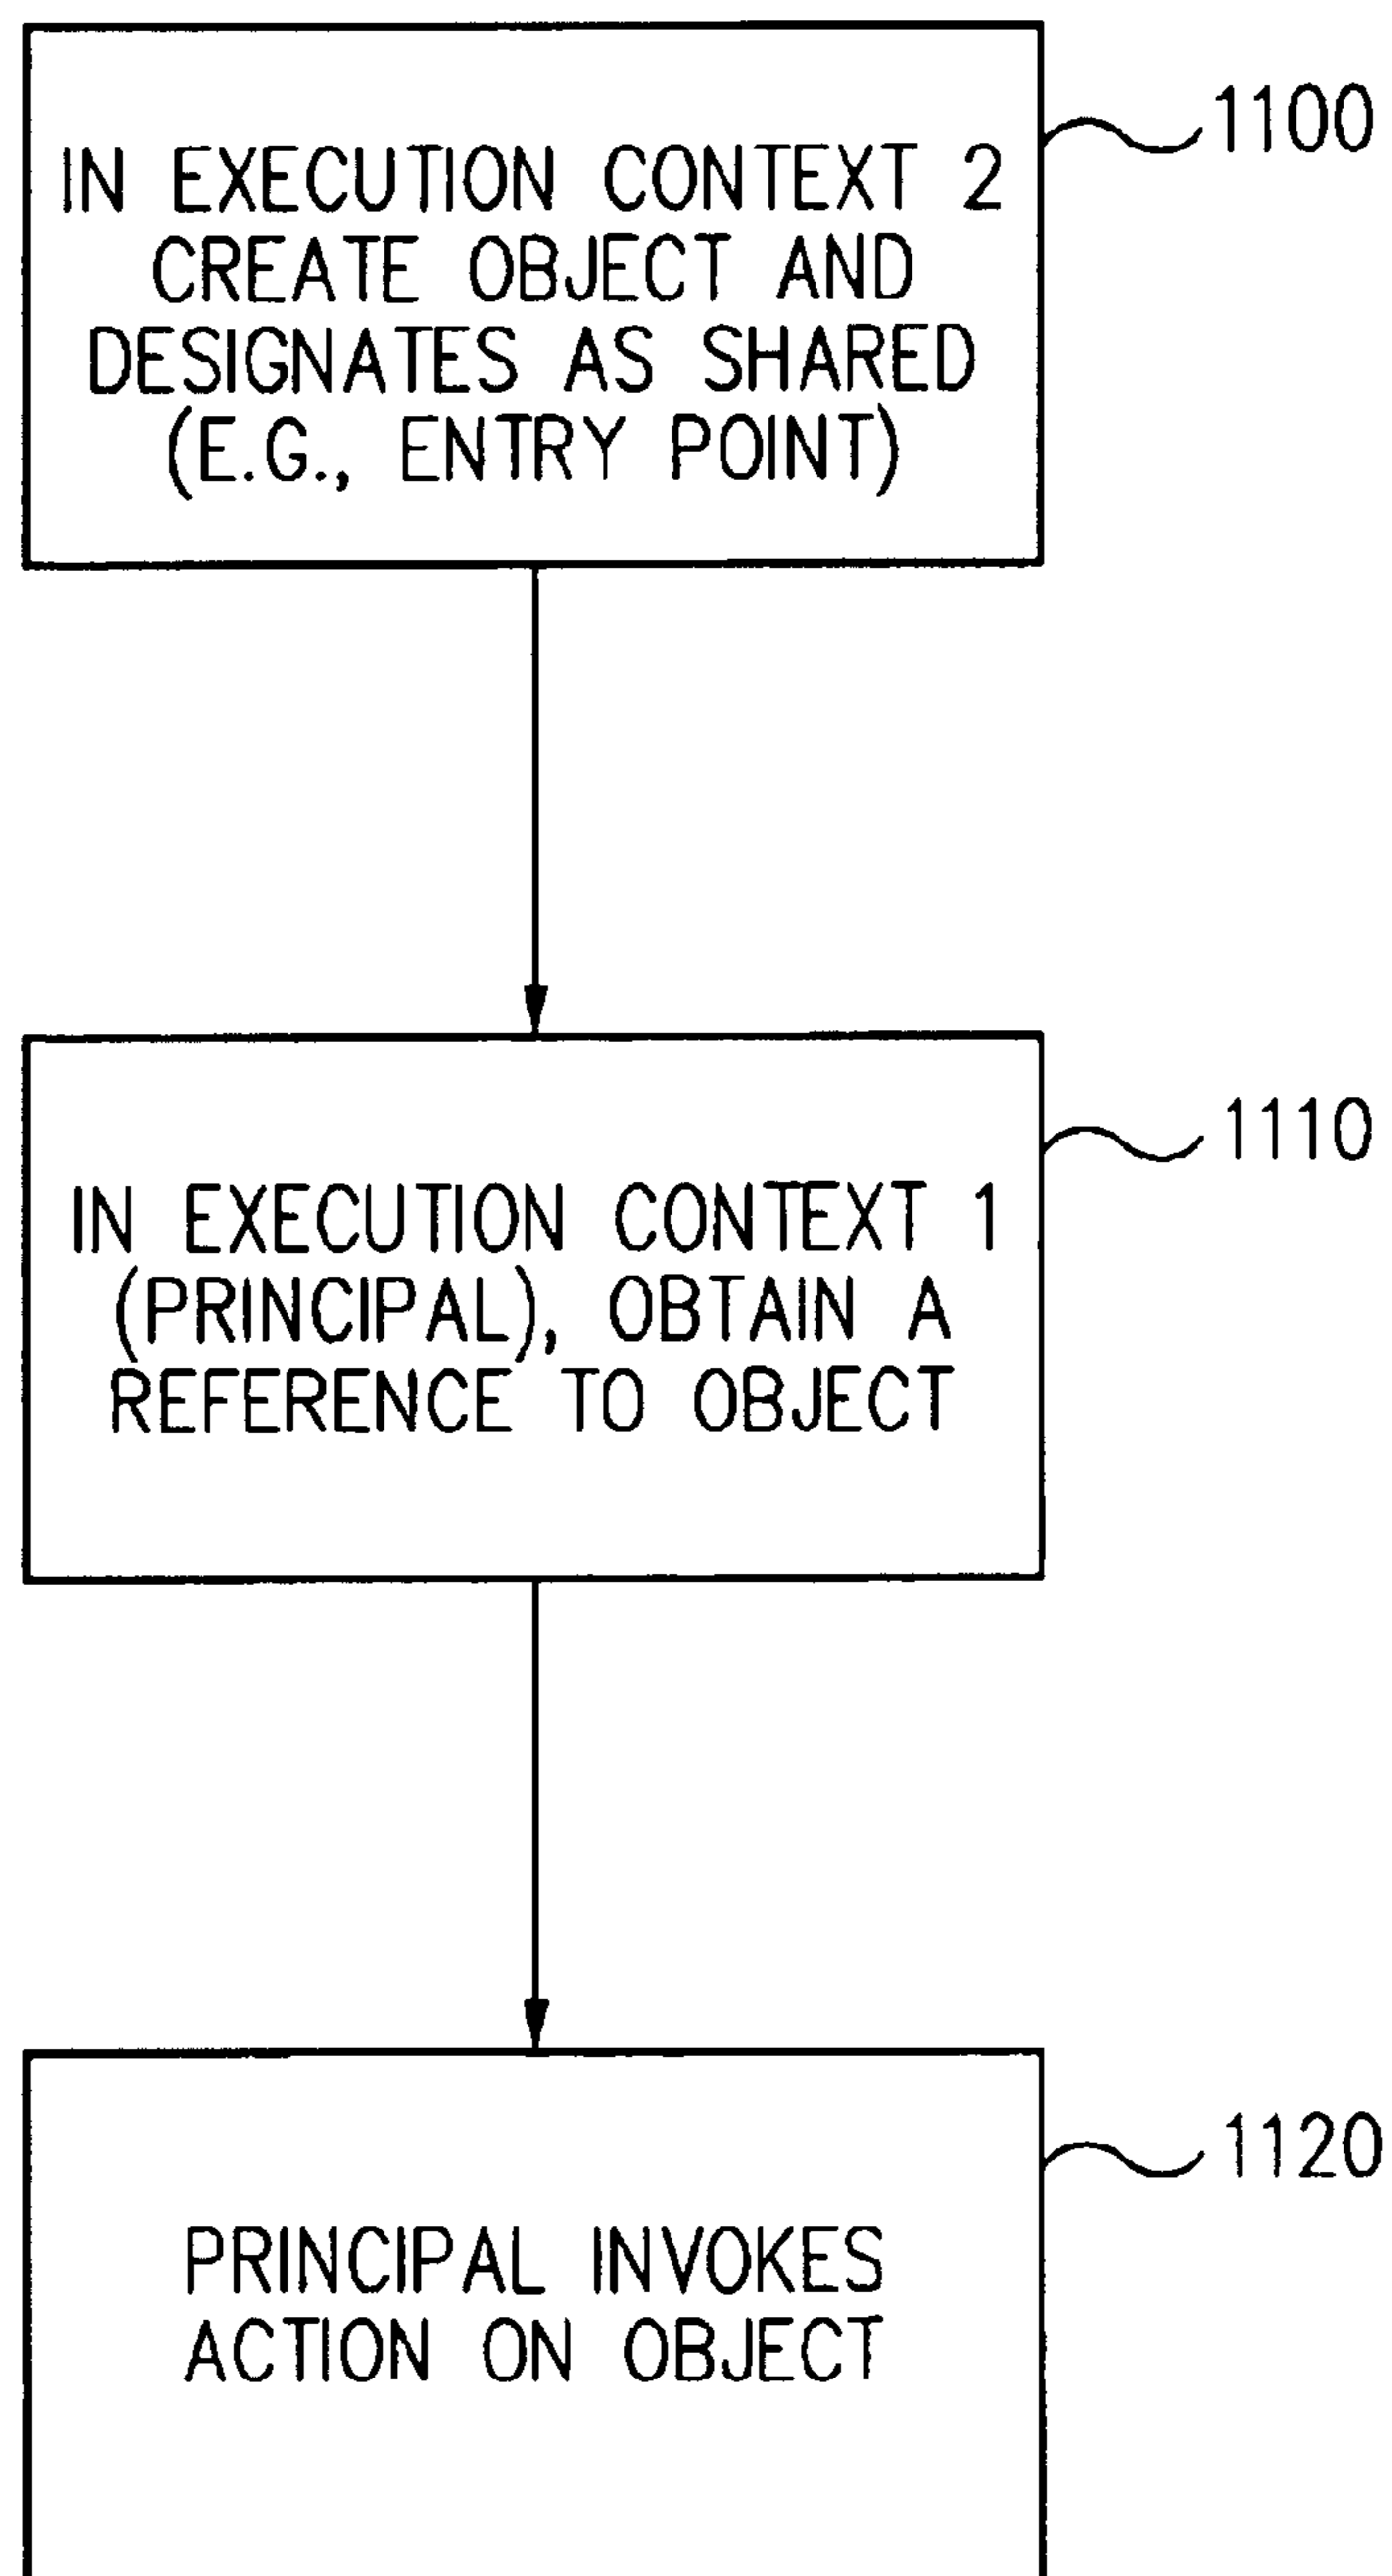 IN EXECUTION CONTEXT 2
CREATE OBJECT AND
DESIGNATES AS SHARED
(E.G., ENTRY POINT)
1100
IN EXECUTION CONTEXT 1
(PRINCIPAL), OBTAIN A
REFERENCE TO OBJECT
1110
PRINCIPAL INVOKES
ACTION ON OBJECT
1120